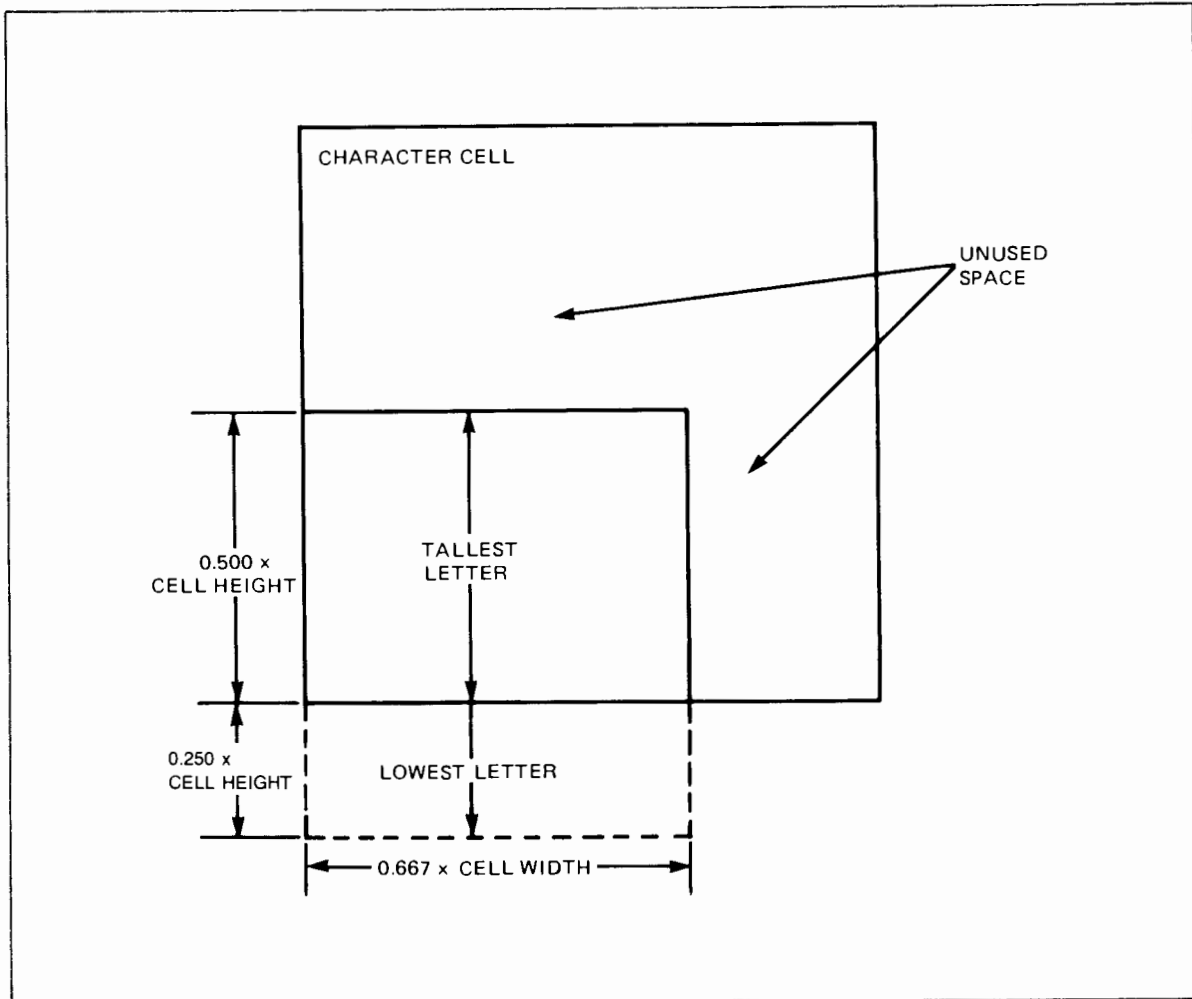 CHARACTER CELL
UNUSED
SPACE
TALLEST
LETTER
0.500 x
CELL HEIGHT
0.250 x
CELL HEIGHT
LOWEST LETTER
0.667 x CELL WIDTH